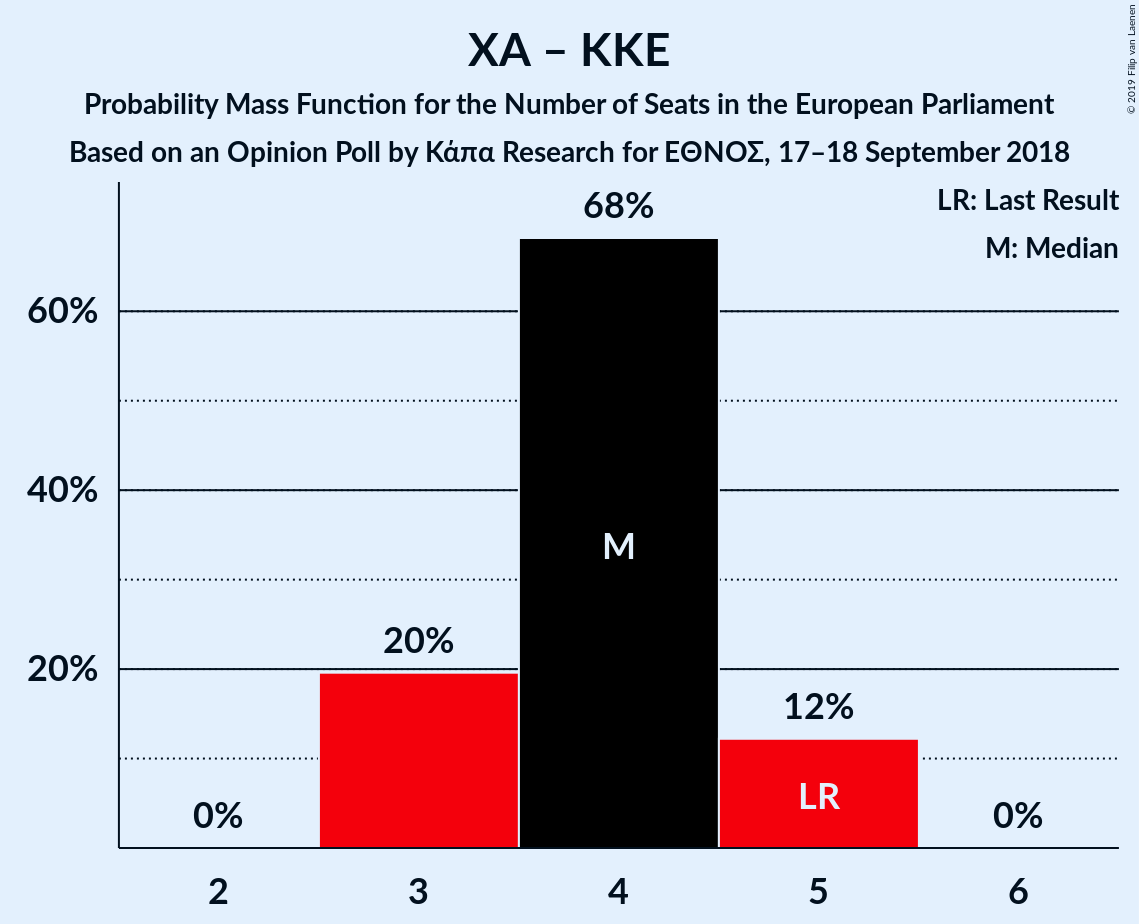 XA – KKE
Probability Mass Function for the Number of Seats in the European Parliament
Based on an Opinion Poll by Κάπα Research for ΕΘΝΟΣ, 17–18 September 2018
© 2019 Filip van Laenen
LR: Last Result
M: Median
68%
60%
40%
M
20%
20%
12%
LR
0%
0%
2
3
4
5
6